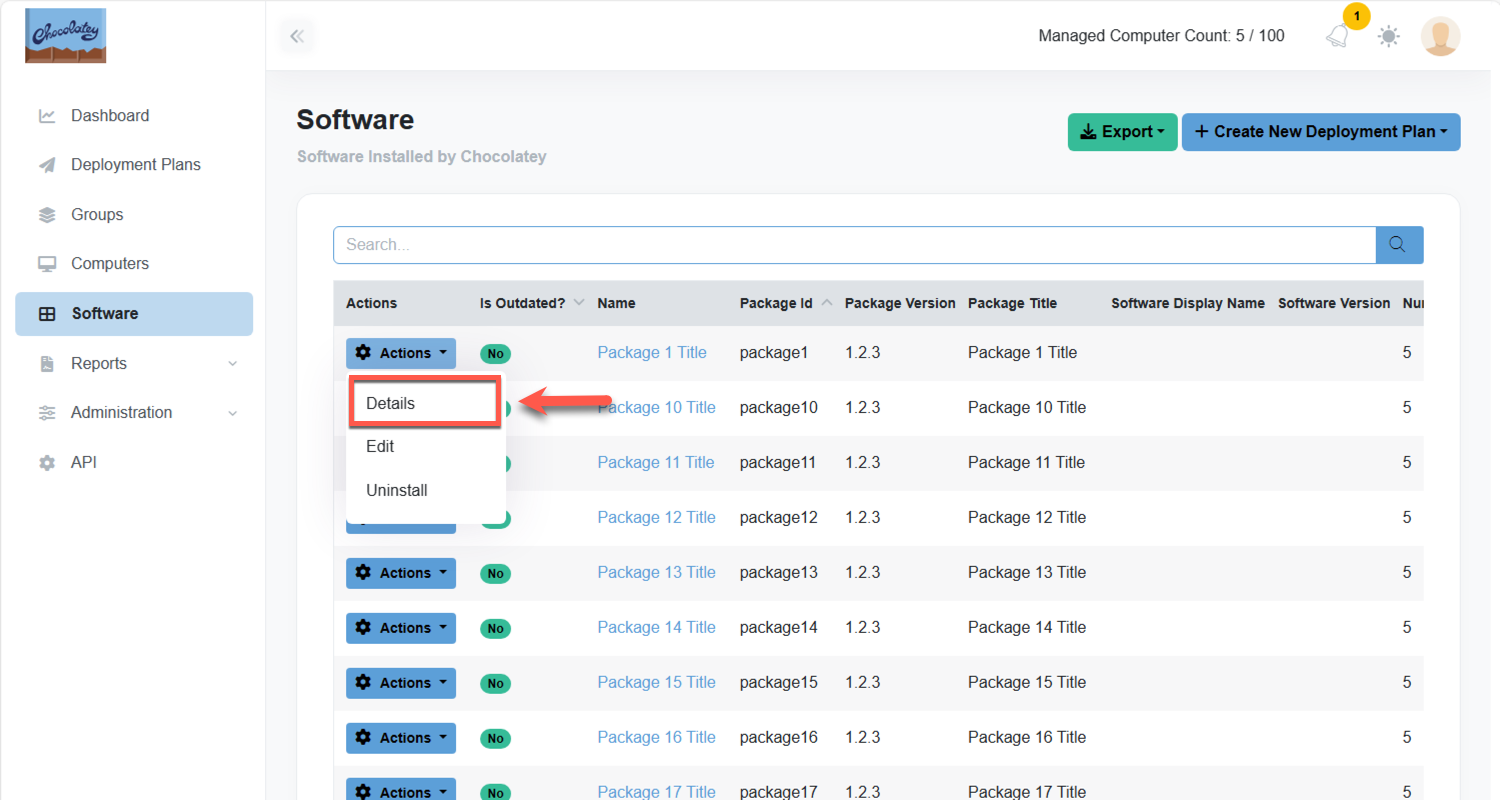 Chocolatey
Managed Computer Count: 5 / 100
1
Dashboard
Deployment Plans
Groups
Computers
Software
Reports
Administration
API
Software
Software Installed by Chocolatey
Export
+ Create New Deployment Plan
Search...
Actions Is Outdated? Name Package Id Package Version Package Title Software Display Name Software Version Nu
Actions No Package 1 Title package1 1.2.3 Package 1 Title 5
Details
Package 10 Title package10 1.2.3 Package 10 Title 5
Edit
Package 11 Title package11 1.2.3 Package 11 Title 5
Uninstall
Package 12 Title package12 1.2.3 Package 12 Title 5
Actions No Package 13 Title package13 1.2.3 Package 13 Title 5
Actions No Package 14 Title package14 1.2.3 Package 14 Title 5
Actions No Package 15 Title package15 1.2.3 Package 15 Title 5
Actions No Package 16 Title package16 1.2.3 Package 16 Title 5
Actions No Package 17 Title package17 1.2.3 Package 17 Title 5